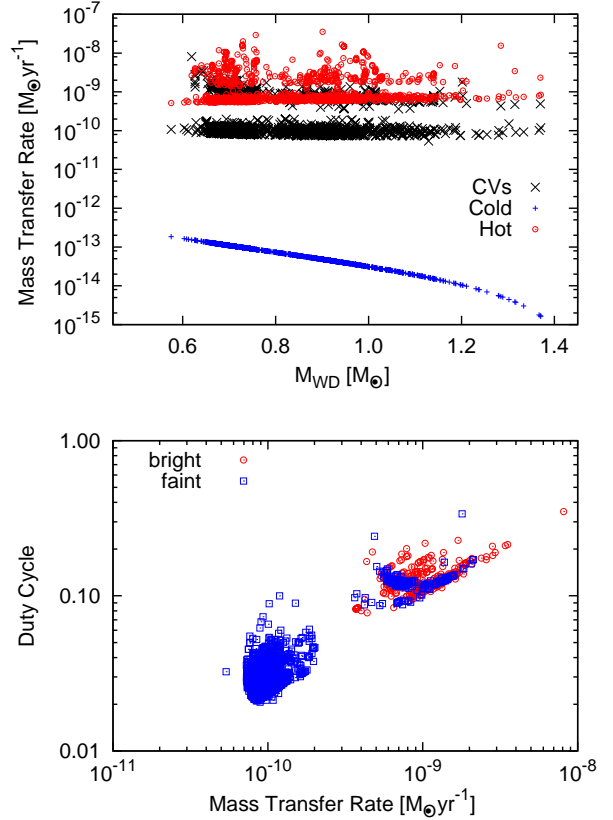 Mass Transfer Rate [M⊙yr⁻¹]
10⁻⁷
10⁻⁸
10⁻⁹
10⁻¹⁰
10⁻¹¹
10⁻¹²
10⁻¹³
10⁻¹⁴
10⁻¹⁵
CVs
Cold
Hot
0.6 0.8 1.0 1.2 1.4
M_WD [M⊙]
Duty Cycle
1.00
0.10
0.01
bright
faint
10⁻¹¹ 10⁻¹⁰ 10⁻⁹ 10⁻⁸
Mass Transfer Rate [M⊙yr⁻¹]